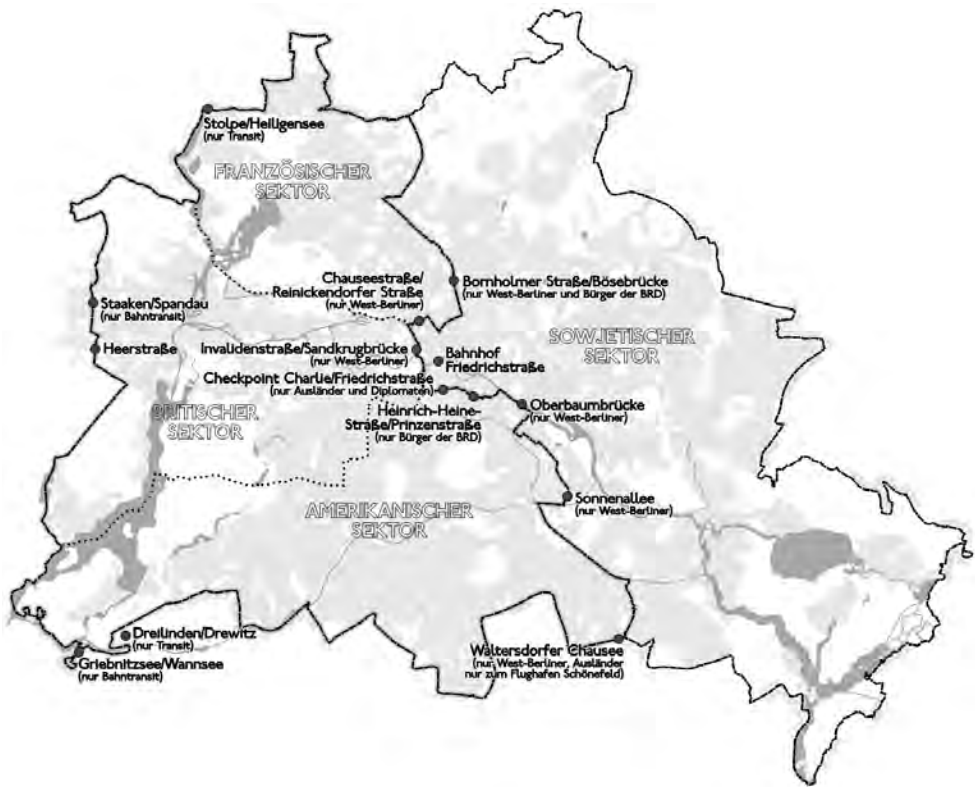 Stolpe/Heiligensee
(nur Transit)
FRANZÖSISCHER
SEKTOR
Chauseestraße/
Reinickendorfer Straße
(nur West-Berliner)
Bornholmer Straße/Bösebrücke
(nur West-Berliner und Bürger der BRD)
Staaken/Spandau
(nur Bahntransit)
SOWJETISCHER
SEKTOR
Heerstraße
Invalidenstraße/Sandkrugbrücke
(nur West-Berliner)
Bahnhof
Friedrichstraße
Checkpoint Charlie/Friedrichstraße
(nur Ausländer und Diplomaten)
BRITISCHER
SEKTOR
Heinrich-Heine-
Straße/Prinzenstraße
(nur Bürger der BRD)
Oberbaumbrücke
(nur West-Berliner)
Sonnenallee
(nur West-Berliner)
AMERIKANISCHER
SEKTOR
Dreilinden/Drewitz
(nur Transit)
Griebnitzsee/Wannsee
(nur Bahntransit)
Waltersdorfer Chausee
(nur West-Berliner, Ausländer
nur zum Flughafen Schönefeld)